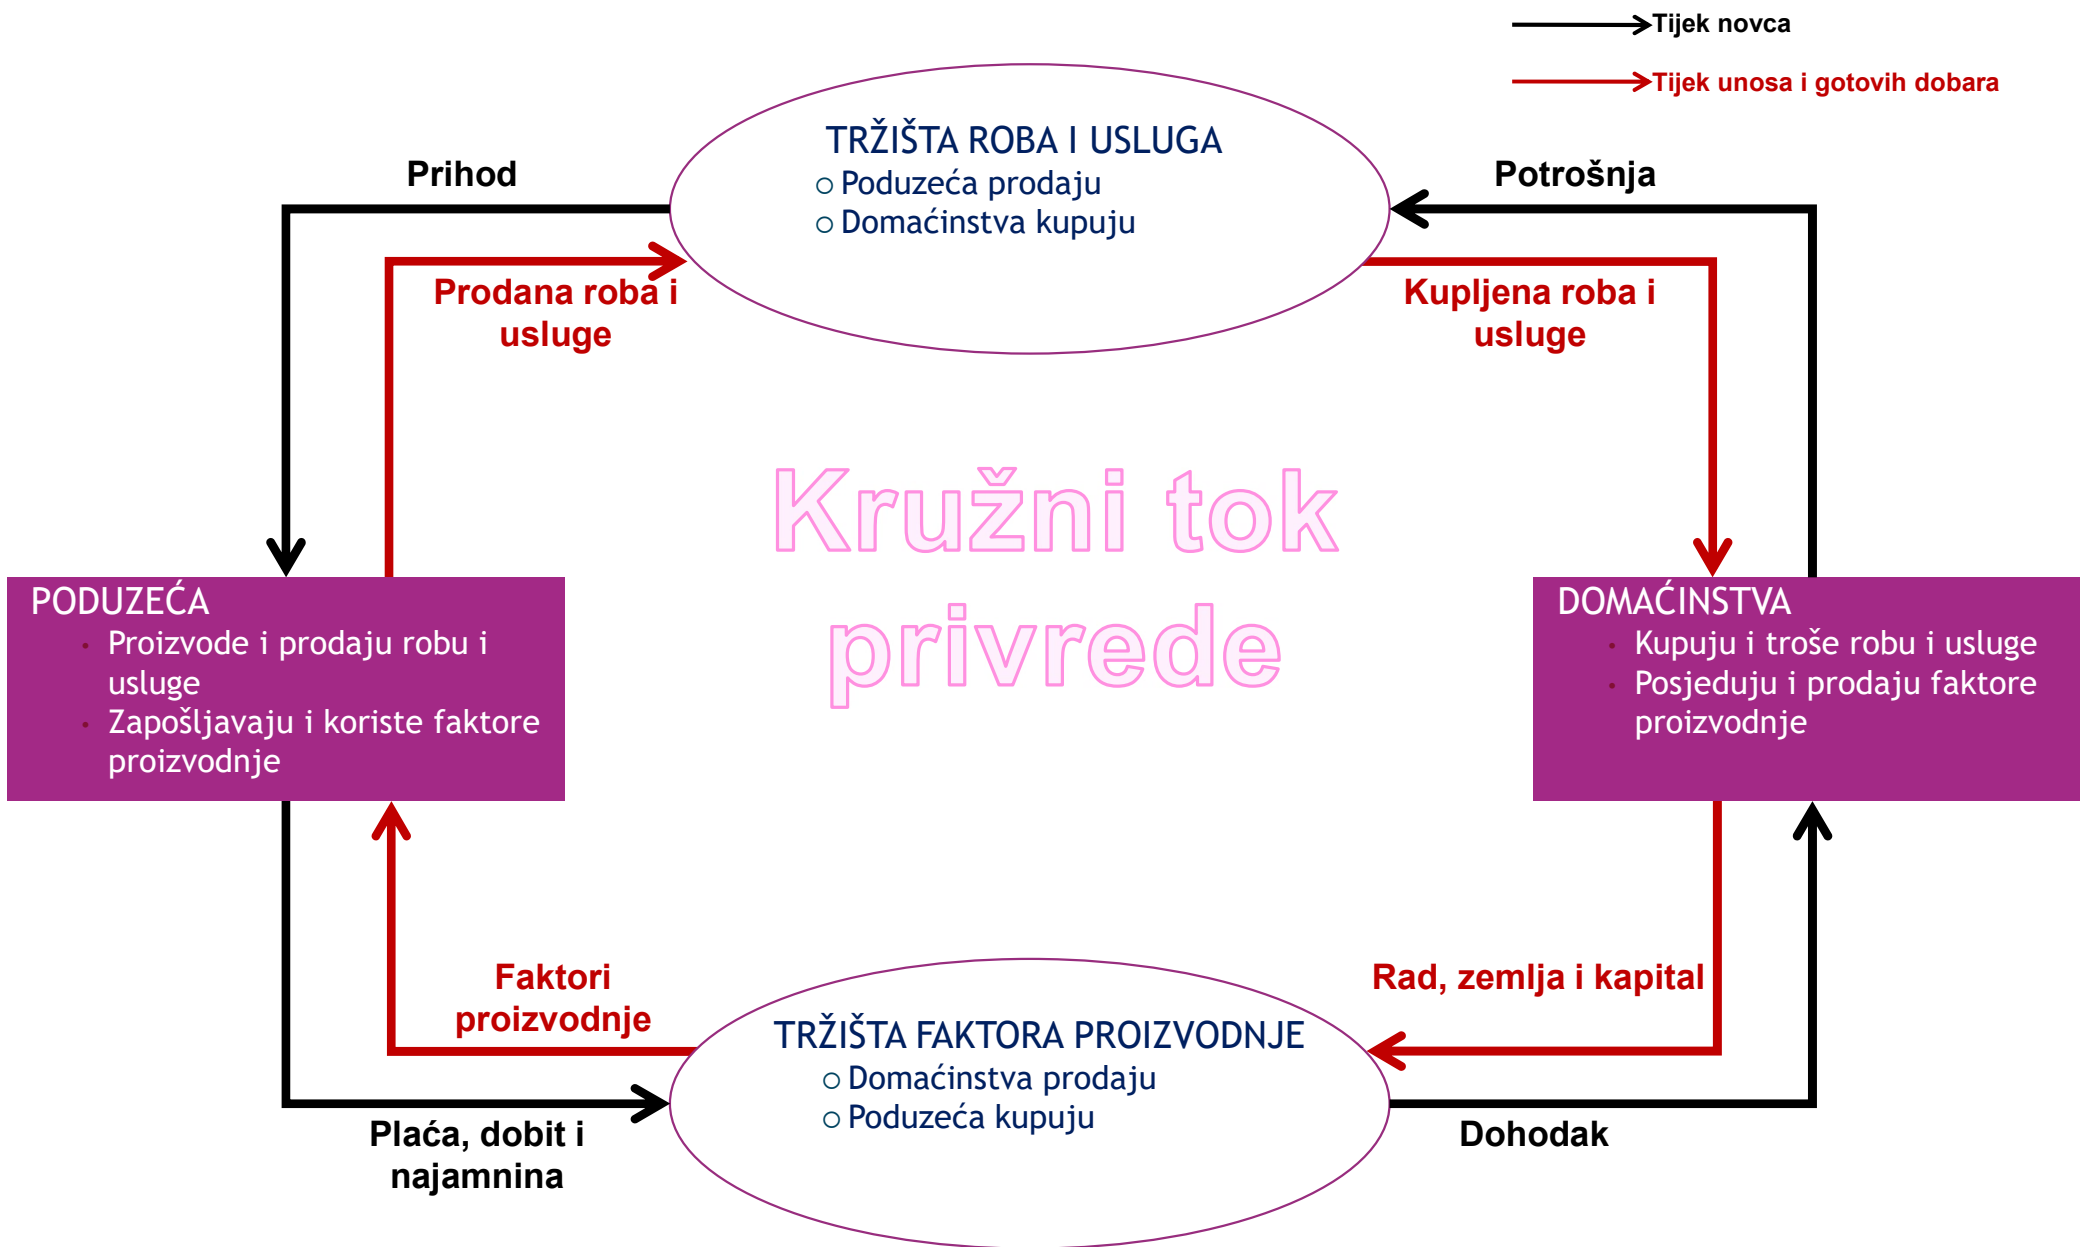 Tijek novca
Tijek unosa i gotovih dobara
TRŽIŠTA ROBA I USLUGA
○ Poduzeća prodaju
○ Domaćinstva kupuju
Prihod
Potrošnja
Prodana roba i
usluge
Kupljena roba i
usluge
Kružni tok
privrede
PODUZEĆA
• Proizvode i prodaju robu i
usluge
• Zapošljavaju i koriste faktore
proizvodnje
DOMAĆINSTVA
• Kupuju i troše robu i usluge
• Posjeduju i prodaju faktore
proizvodnje
Faktori
proizvodnje
Rad, zemlja i kapital
TRŽIŠTA FAKTORA PROIZVODNJE
○ Domaćinstva prodaju
○ Poduzeća kupuju
Plaća, dobit i
najamnina
Dohodak